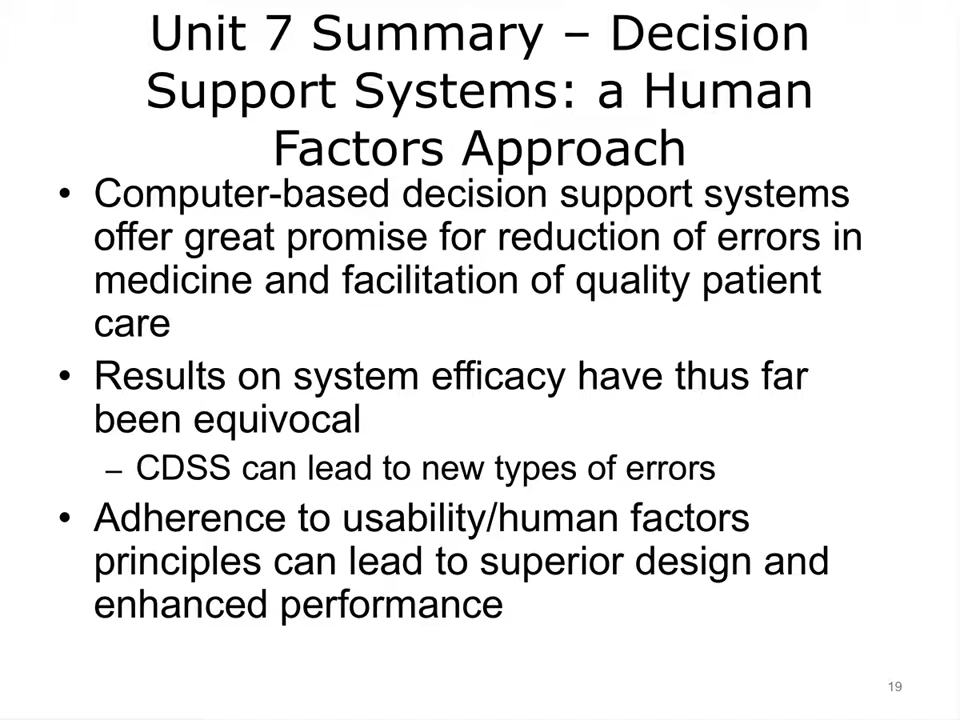 Unit 7 Summary – Decision
Support Systems: a Human
Factors Approach
• Computer-based decision support systems
offer great promise for reduction of errors in
medicine and facilitation of quality patient
care
• Results on system efficacy have thus far
been equivocal
– CDSS can lead to new types of errors
• Adherence to usability/human factors
principles can lead to superior design and
enhanced performance
19